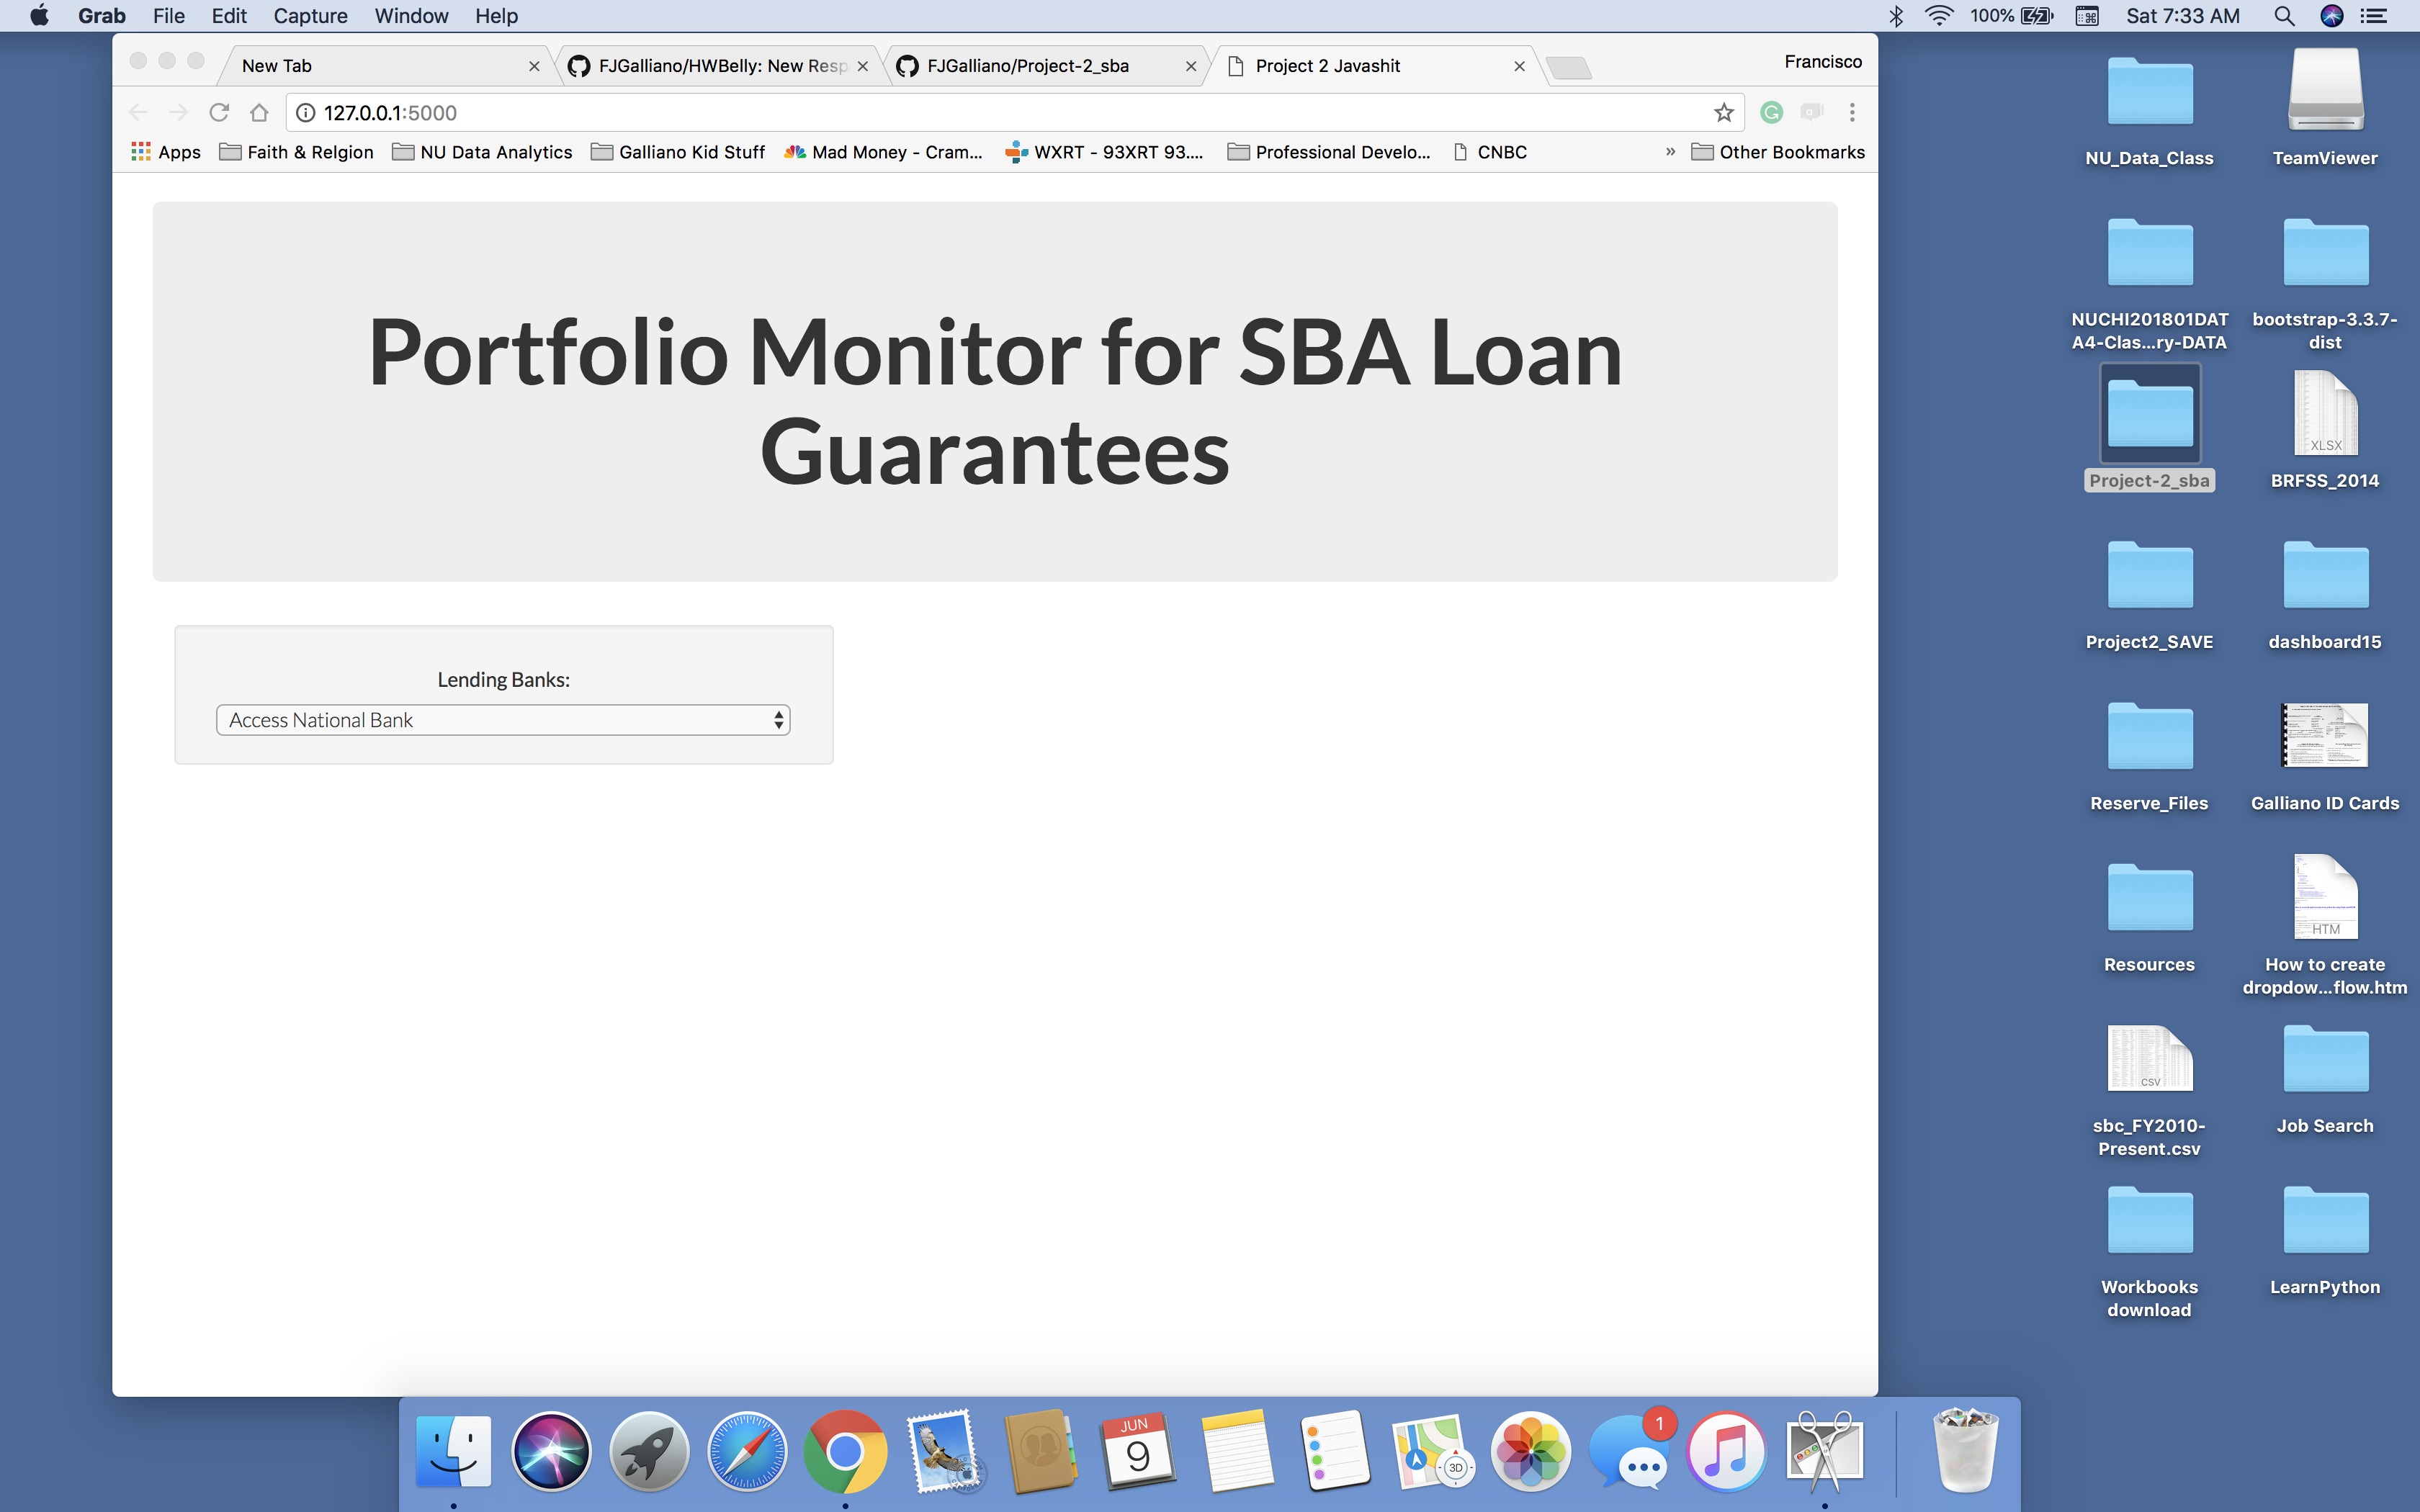 Grab File Edit Capture Window Help
100% Sat 7:33 AM
New Tab
FJGalliano/HWBelly: New Resp
FJGalliano/Project-2_sba
Project 2 Javashit
Francisco
127.0.0.1:5000
Apps
Faith & Relgion
NU Data Analytics
Galliano Kid Stuff
Mad Money - Cram...
WXRT - 93XRT 93....
Professional Develo...
CNBC
»
Other Bookmarks
Portfolio Monitor for SBA Loan
Guarantees
Lending Banks:
Access National Bank
NU_Data_Class
TeamViewer
NUCHI201801DAT
A4-Clas...ry-DATA
bootstrap-3.3.7-
dist
Project-2_sba
XLSX
BRFSS_2014
Project2_SAVE
dashboard15
Reserve_Files
Galliano ID Cards
Resources
HTM
How to create
dropdow...flow.htm
CSV
sbc_FY2010-
Present.csv
Job Search
Workbooks
download
LearnPython
JUN
9
3D
1